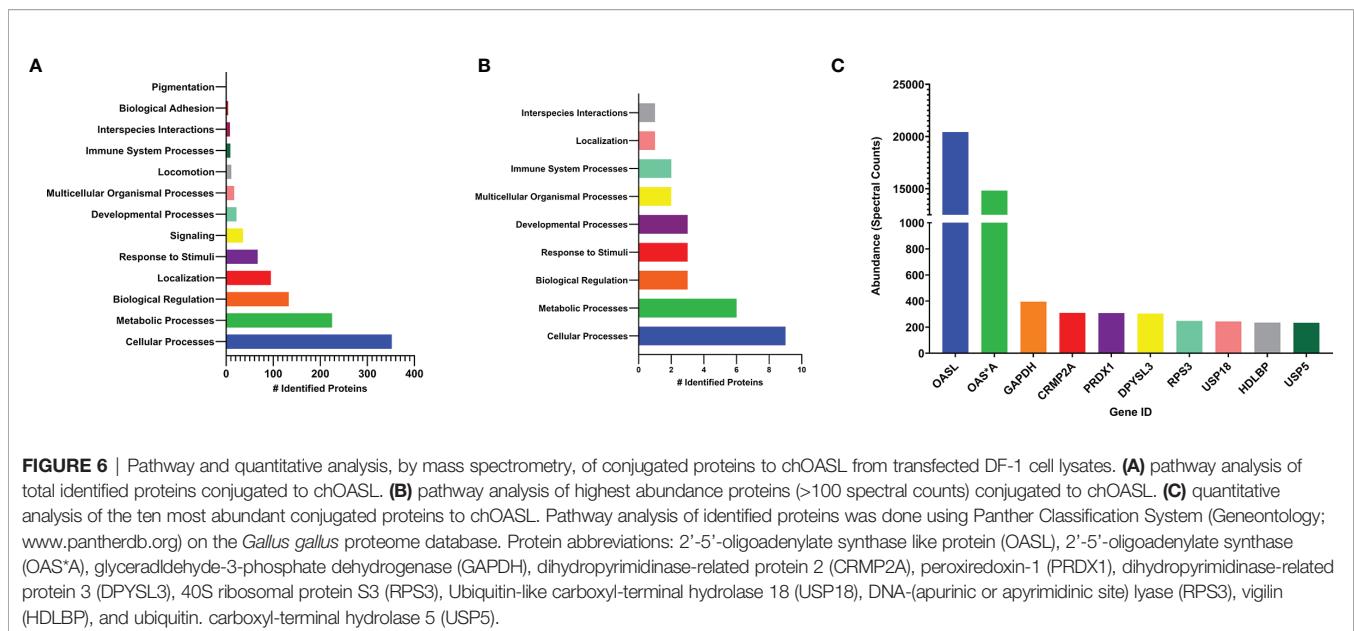 A
Pigmentation
Biological Adhesion
Interspecies Interactions
Immune System Processes
Locomotion
Multicellular Organismal Processes
Developmental Processes
Signaling
Response to Stimuli
Localization
Biological Regulation
Metabolic Processes
Cellular Processes
0 100 200 300 400
# Identified Proteins
B
Interspecies Interactions
Localization
Immune System Processes
Multicellular Organismal Processes
Developmental Processes
Response to Stimuli
Biological Regulation
Metabolic Processes
Cellular Processes
0 2 4 6 8 10
# Identified Proteins
C
Abundance (Spectral Counts)
25000
20000
15000
1000
800
600
400
200
0
OASL OAS*A GAPDH CRMP2A PRDX1 DPYSL3 RPS3 USP18 HDLBP USP5
Gene ID
FIGURE 6 | Pathway and quantitative analysis, by mass spectrometry, of conjugated proteins to chOASL from transfected DF-1 cell lysates. (A) pathway analysis of
total identified proteins conjugated to chOASL. (B) pathway analysis of highest abundance proteins (>100 spectral counts) conjugated to chOASL. (C) quantitative
analysis of the ten most abundant conjugated proteins to chOASL. Pathway analysis of identified proteins was done using Panther Classification System (Geneontology;
www.pantherdb.org) on the Gallus gallus proteome database. Protein abbreviations: 2’-5’-oligoadenylate synthase like protein (OASL), 2’-5’-oligoadenylate synthase
(OAS*A), glyceradldehyde-3-phosphate dehydrogenase (GAPDH), dihydropyrimidinase-related protein 2 (CRMP2A), peroxiredoxin-1 (PRDX1), dihydropyrimidinase-related
protein 3 (DPYSL3), 40S ribosomal protein S3 (RPS3), Ubiquitin-like carboxyl-terminal hydrolase 18 (USP18), DNA-(apurinic or apyrimidinic site) lyase (RPS3), vigilin
(HDLBP), and ubiquitin. carboxyl-terminal hydrolase 5 (USP5).